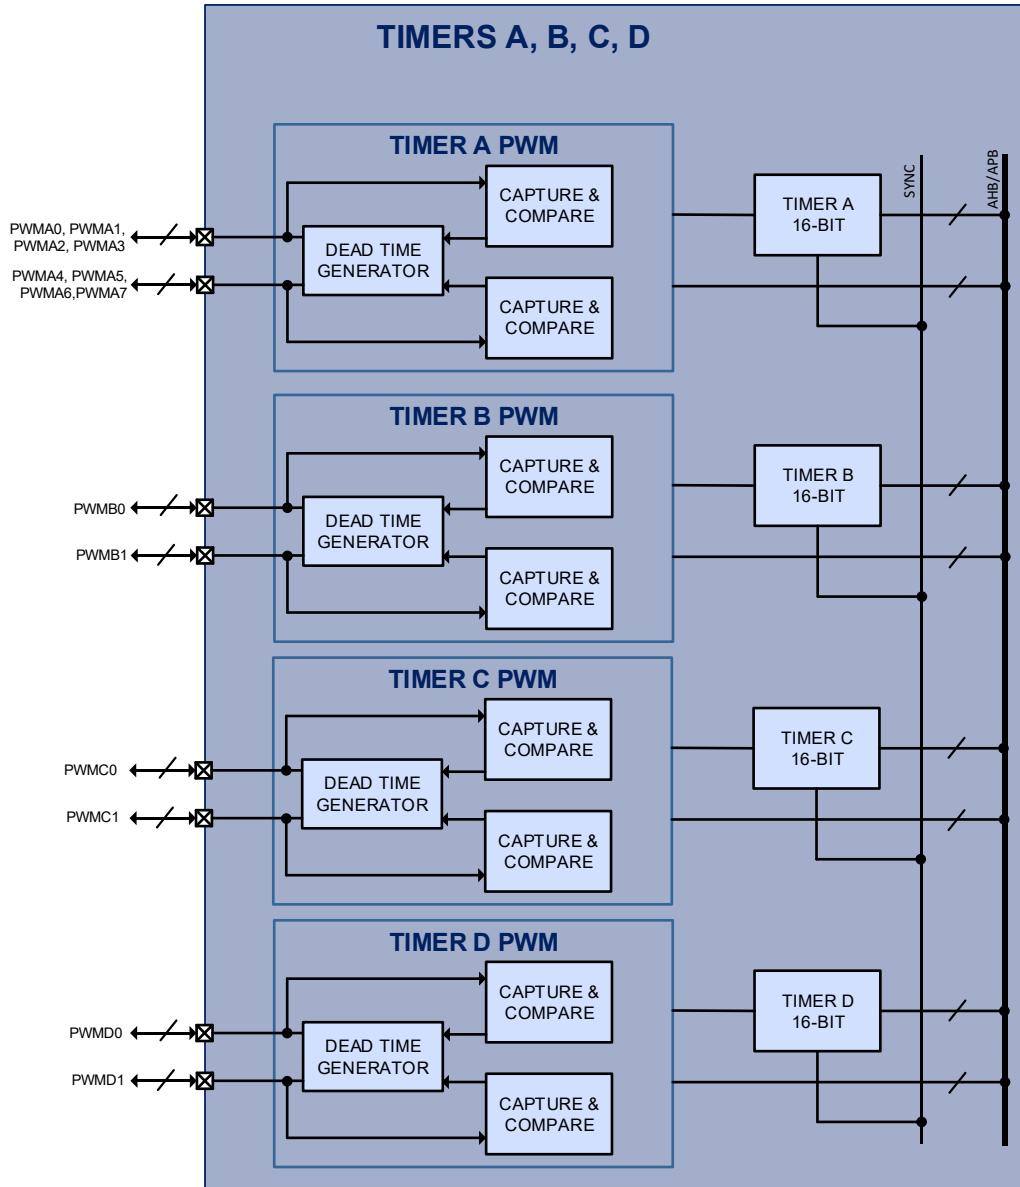 TIMERS A, B, C, D
TIMER A PWM
CAPTURE &
COMPARE
TIMER A
16-BIT
SYNC
AHB/APB
PWMA0, PWMA1,
PWMA2, PWMA3
DEAD TIME
GENERATOR
PWMA4, PWMA5,
PWMA6,PWMA7
CAPTURE &
COMPARE
TIMER B PWM
CAPTURE &
COMPARE
TIMER B
16-BIT
PWMB0
DEAD TIME
GENERATOR
PWMB1
CAPTURE &
COMPARE
TIMER C PWM
CAPTURE &
COMPARE
TIMER C
16-BIT
PWMC0
DEAD TIME
GENERATOR
PWMC1
CAPTURE &
COMPARE
TIMER D PWM
CAPTURE &
COMPARE
TIMER D
16-BIT
PWMD0
DEAD TIME
GENERATOR
PWMD1
CAPTURE &
COMPARE